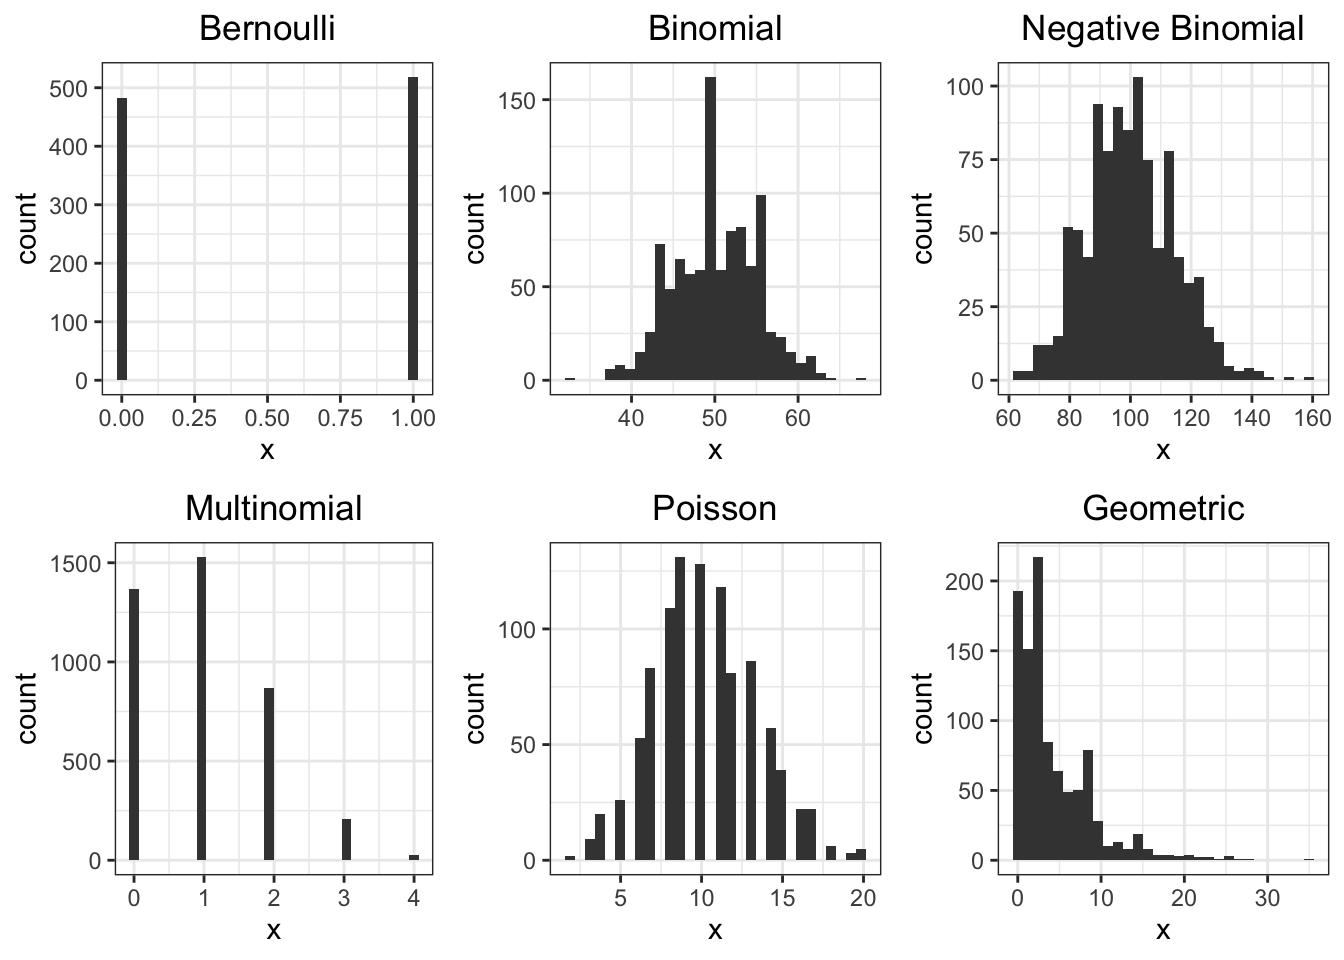 Bernoulli
500
400
300
200
100
0
count
0.00 0.25 0.50 0.75 1.00
x
Binomial
150
100
50
0
count
40 50 60
x
Negative Binomial
100
75
50
25
0
count
60 80 100 120 140 160
x
Multinomial
1500
1000
500
0
count
0 1 2 3 4
x
Poisson
100
50
0
count
5 10 15 20
x
Geometric
200
150
100
50
0
count
0 10 20 30
x